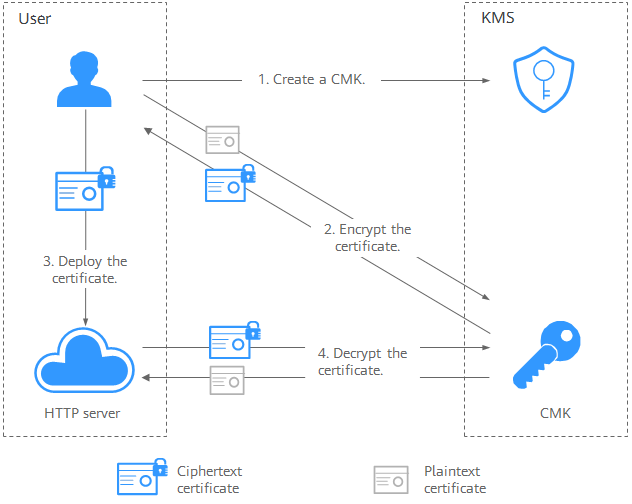 User
KMS
1. Create a CMK.
2. Encrypt the
certificate.
3. Deploy the
certificate.
4. Decrypt the
certificate.
HTTP server
CMK
Ciphertext
certificate
Plaintext
certificate